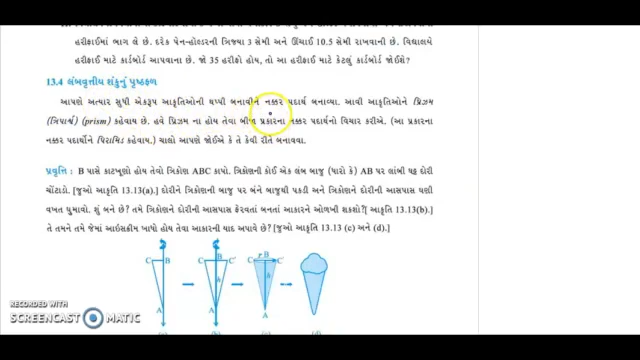 હરીફાઈમાં ભાગ લે છે. દરેક પેન-હોલ્ડરની ત્રિજ્યા 3 સેમી અને ઊંચાઈ 10.5 સેમી રાખવાની છે. વિદ્યાલયે
હરીફાઈ માટે કાર્ડબોર્ડ આપવાના છે. જો 35 હરીફો હોય, તો આ હરીફાઈ માટે કેટલું કાર્ડબોર્ડ જોઈશે?
13.4 લંબવૃત્તીય શંકુનું પૃષ્ઠફળ
આપણે અત્યાર સુધી એકરૂપ આકૃતિઓની થપ્પી બનાવીને નક્કર પદાર્થ બનાવ્યા. આવી આકૃતિઓને પ્રિઝમ
(ત્રિપાર્શ્વ) (prism) કહેવાય છે. હવે પ્રિઝમ ના હોય તેવા બીજા પ્રકારના નક્કર પદાર્થનો વિચાર કરીએ. (આ પ્રકારના
નક્કર પદાર્થોને પિરામિડ કહેવાય.) ચાલો આપણે જોઈએ કે તે કેવી રીતે બનાવવા.
પ્રવૃત્તિ : B પાસે કાટખૂણો હોય તેવો ત્રિકોણ ABC કાપો. ત્રિકોણની કોઈ એક લંબ બાજુ (ધારો કે) AB પર લાંબી જાડી દોરી
ચોંટાડો. [જુઓ આકૃતિ 13.13(a).] દોરીને ત્રિકોણની બાજુ પર બંને બાજુથી પકડી અને ત્રિકોણને દોરીની આસપાસ ઘણી
વખત ઘુમાવો. શું બને છે? તમે ત્રિકોણને દોરીની આસપાસ ફેરવતાં બનતા આકારને ઓળખી શકશો? [આકૃતિ 13.13(b).]
તે તમને તમે જેમાં આઇસક્રીમ ખાધો હોય તેવા આકારની યાદ અપાવે છે? [જુઓ આકૃતિ 13.13 (c) અને (d).]
C B C B C' C r B C'
h h
A A A
(a) (b) (c) (d)
RECORDED WITH
SCREENCAST MATIC